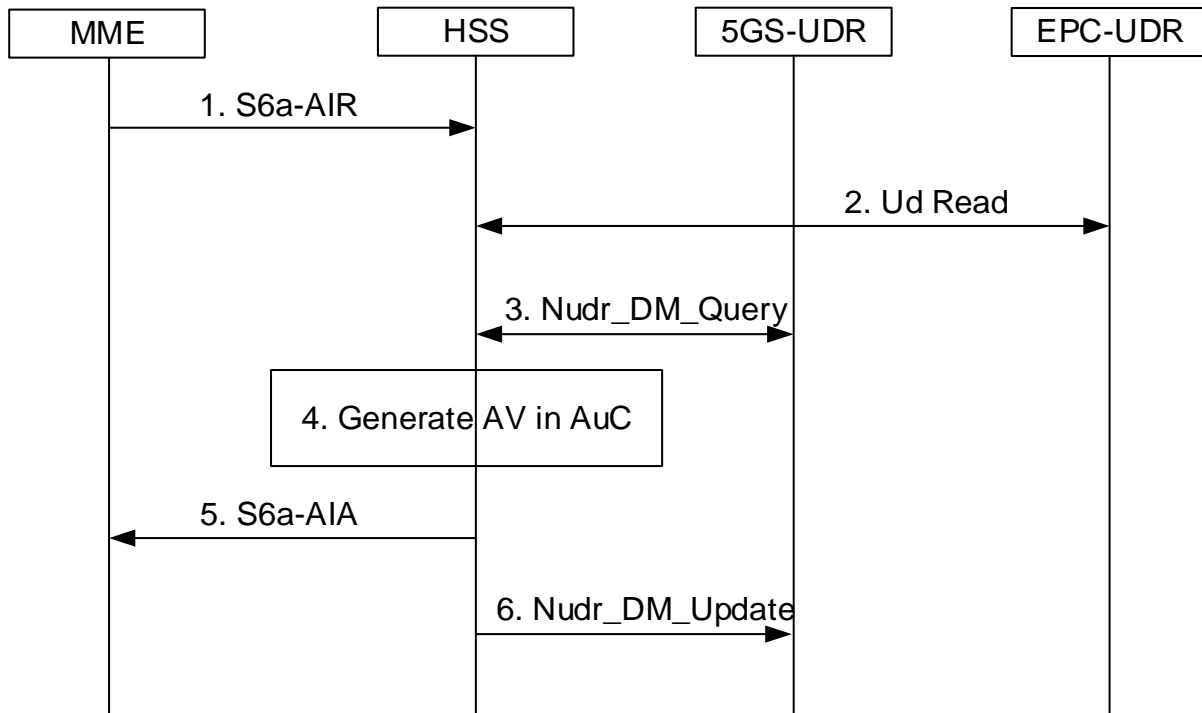 MME
HSS
5GS-UDR
EPC-UDR
1. S6a-AIR
2. Ud Read
3. Nudr_DM_Query
4. Generate AV in AuC
5. S6a-AIA
6. Nudr_DM_Update